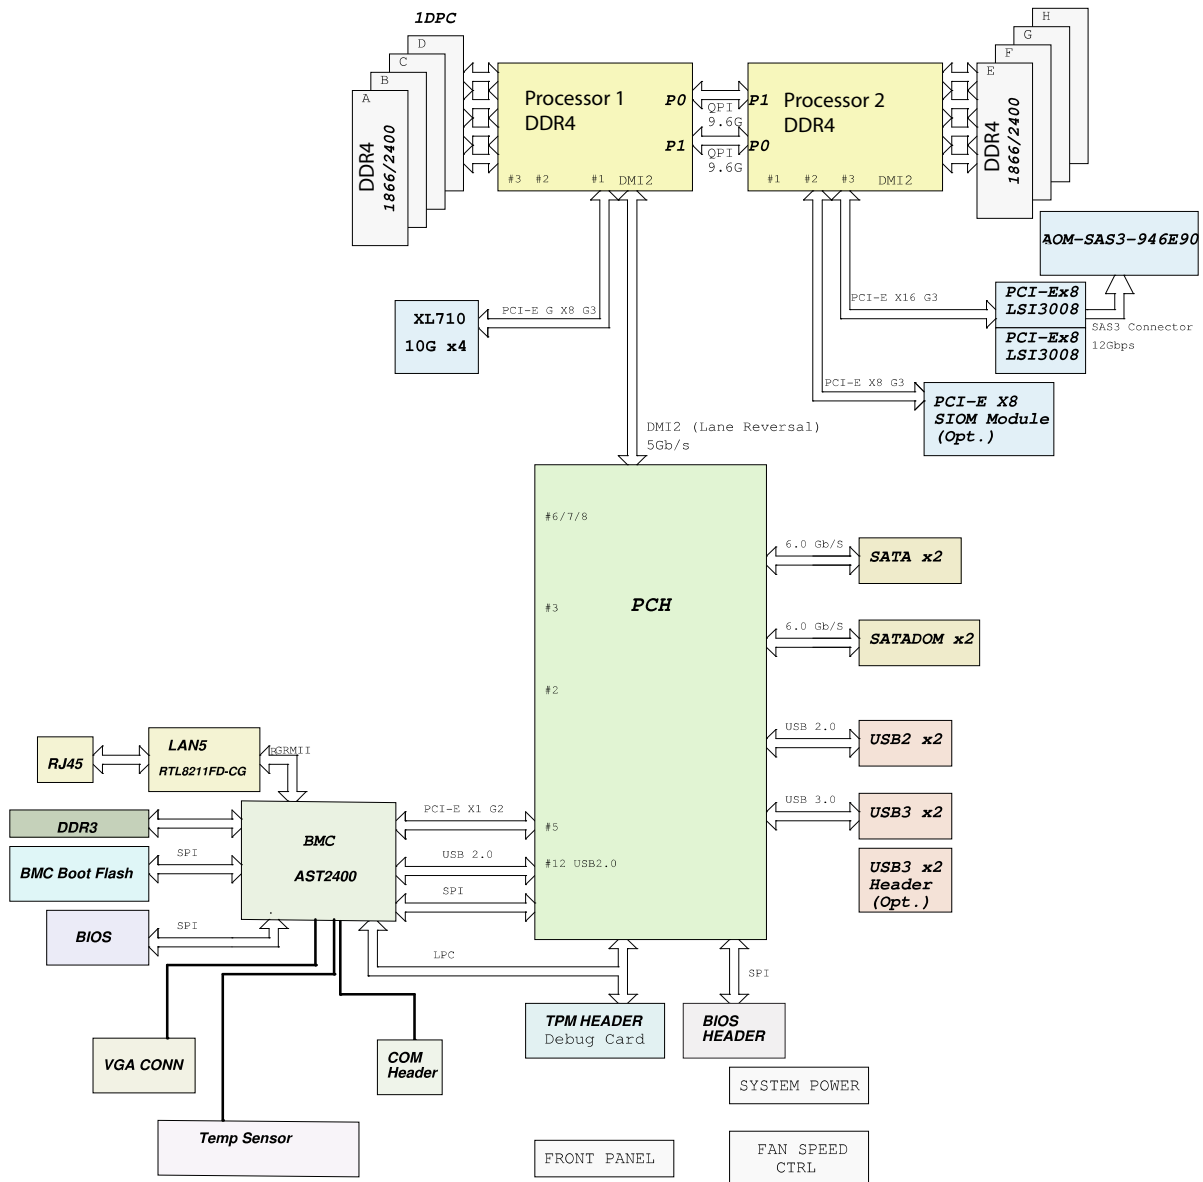 1DPC
H
G
F
E
D
C
B
A
DDR4
1866/2400
Processor 1
DDR4
P0
P1
#3
#2
#1
DMI2
QPI
9.6G
QPI
9.6G
Processor 2
DDR4
P1
P0
#1
#2
#3
DMI2
DDR4
1866/2400
AOM-SAS3-946E90
XL710
10G x4
PCI-E G X8 G3
PCI-E X16 G3
PCI-Ex8
LSI3008
PCI-Ex8
LSI3008
SAS3 Connector
12Gbps
PCI-E X8 G3
PCI-E X8
SIOM Module
(Opt.)
DMI2 (Lane Reversal)
5Gb/s
#6/7/8
#3
#2
#5
#12 USB2.0
PCH
6.0 Gb/S
SATA x2
6.0 Gb/S
SATADOM x2
USB 2.0
USB2 x2
USB 3.0
USB3 x2
USB3 x2
Header
(Opt.)
RJ45
LAN5
RTL8211FD-CG
RGRMII
DDR3
BMC Boot Flash
SPI
BIOS
SPI
BMC
AST2400
PCI-E X1 G2
USB 2.0
SPI
LPC
SPI
VGA CONN
COM
Header
Temp Sensor
TPM HEADER
Debug Card
BIOS
HEADER
SYSTEM POWER
FRONT PANEL
FAN SPEED
CTRL